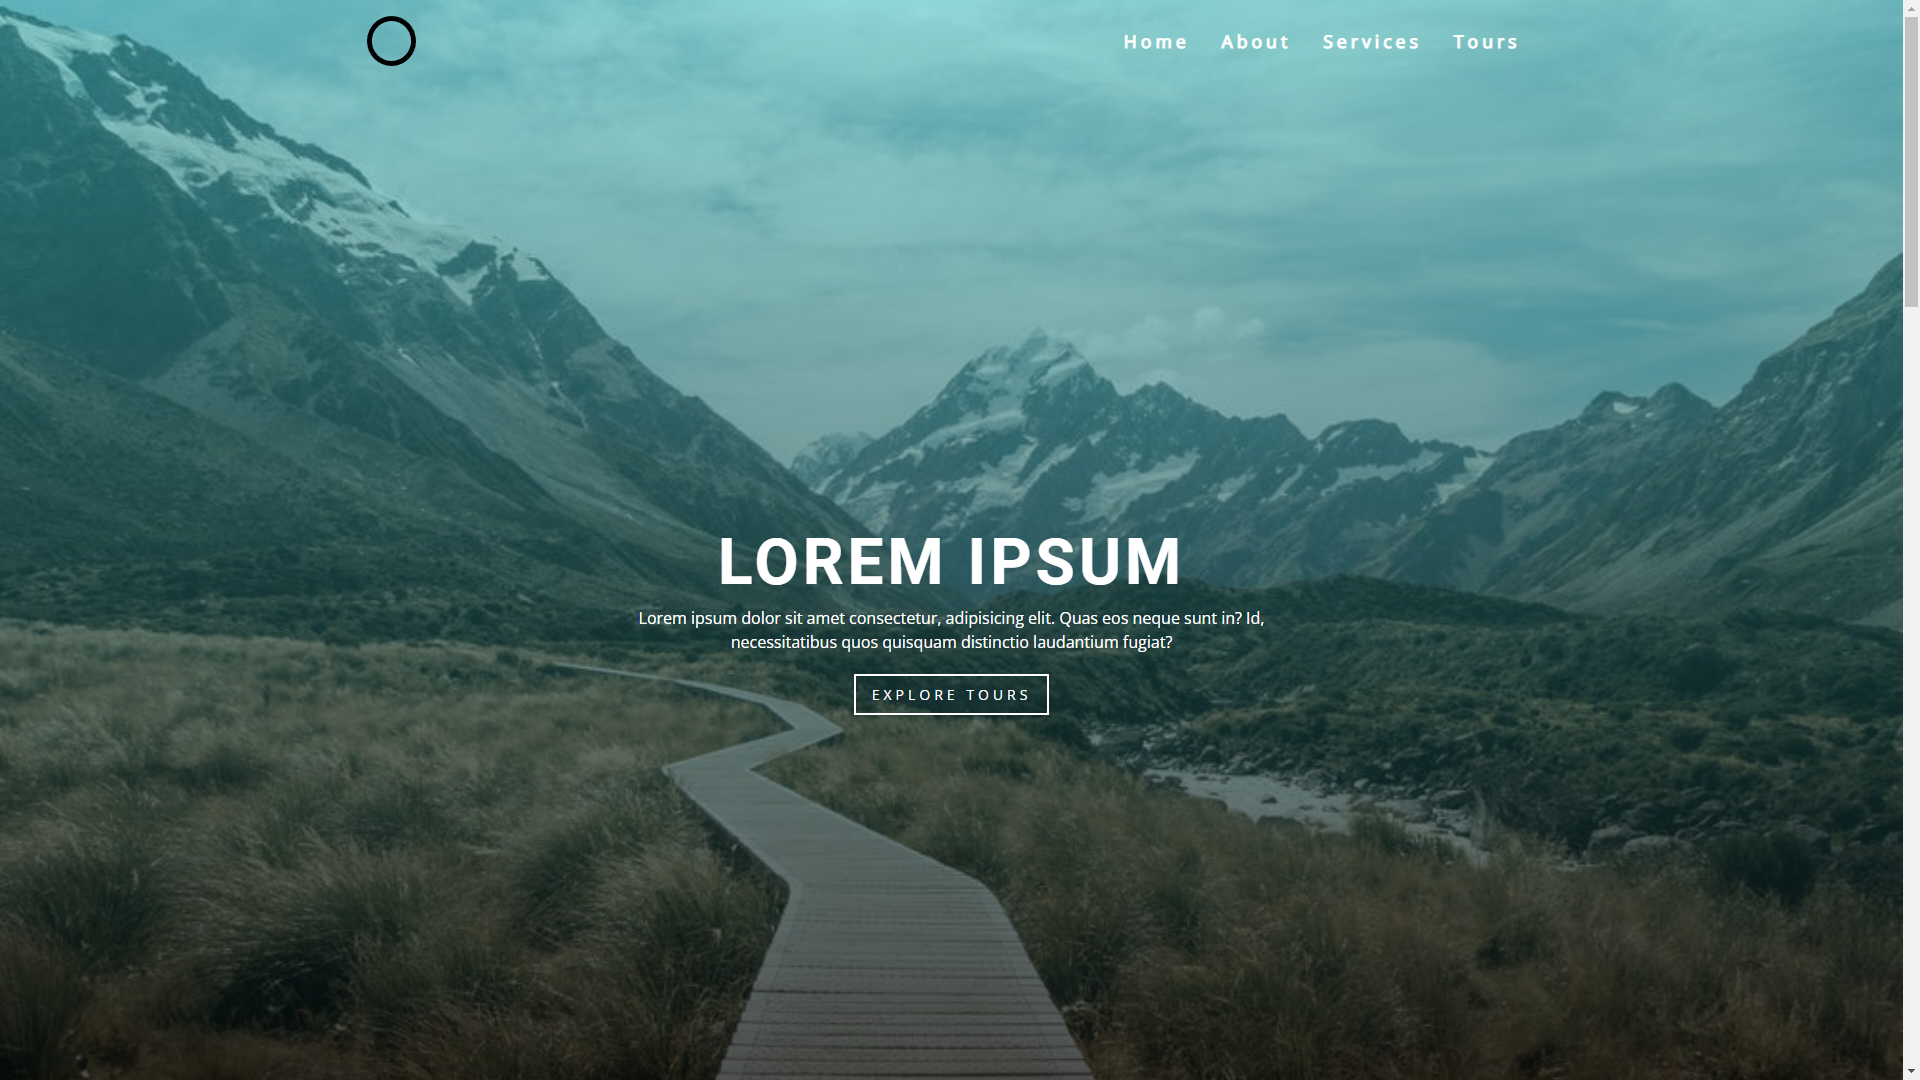 Home About Services Tours
LOREM IPSUM
Lorem ipsum dolor sit amet consectetur, adipisicing elit. Quas eos neque sunt in? Id,
necessitatibus quos quisquam distinctio laudantium fugiat?
EXPLORE TOURS